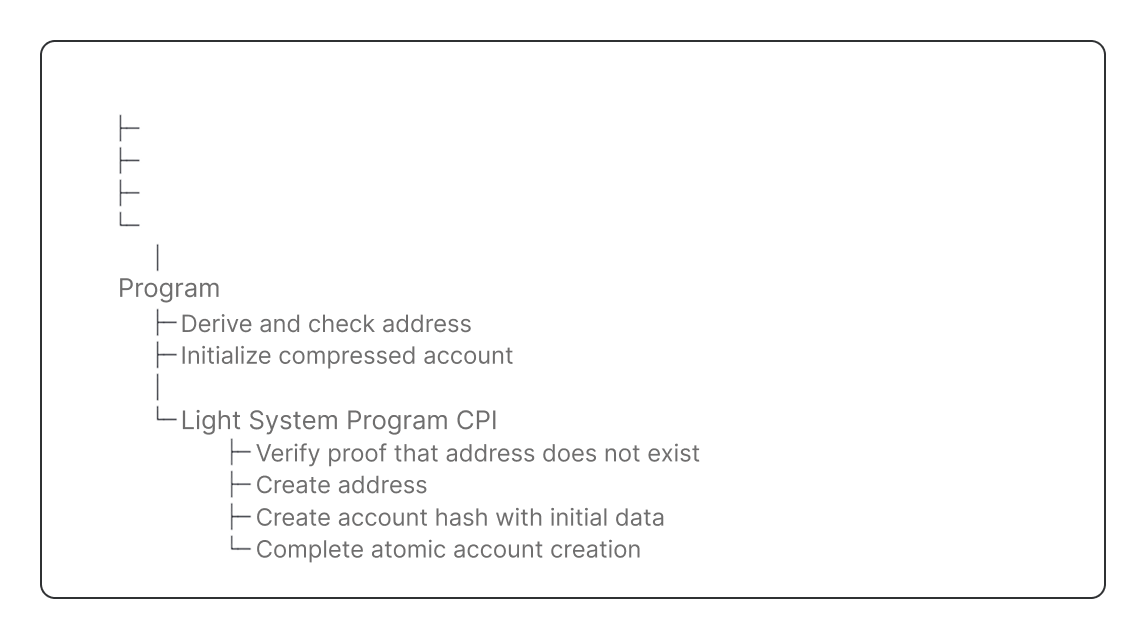 ├─
├─
├─
└─
│
Program
├─ Derive and check address
├─ Initialize compressed account
│
└─ Light System Program CPI
├─ Verify proof that address does not exist
├─ Create address
├─ Create account hash with initial data
└─ Complete atomic account creation